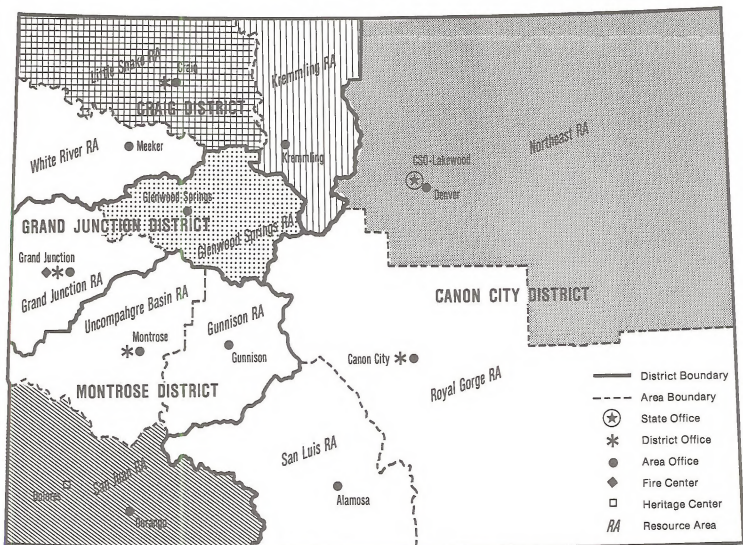 Little Snake RA
Craig
CRAIG DISTRICT
Kremmling RA
Kremmling
White River RA
Meeker
Northeast RA
CSO-Lakewood
Denver
Glenwood Springs
GRAND JUNCTION DISTRICT
Glenwood Springs RA
Grand Junction
Grand Junction RA
Uncompahgre Basin RA
Montrose
Gunnison RA
Gunnison
CANON CITY DISTRICT
Canon City
Royal Gorge RA
MONTROSE DISTRICT
San Luis RA
Alamosa
San Juan RA
Dolores
Durango
District Boundary
Area Boundary
State Office
District Office
Area Office
Fire Center
Heritage Center
RA Resource Area